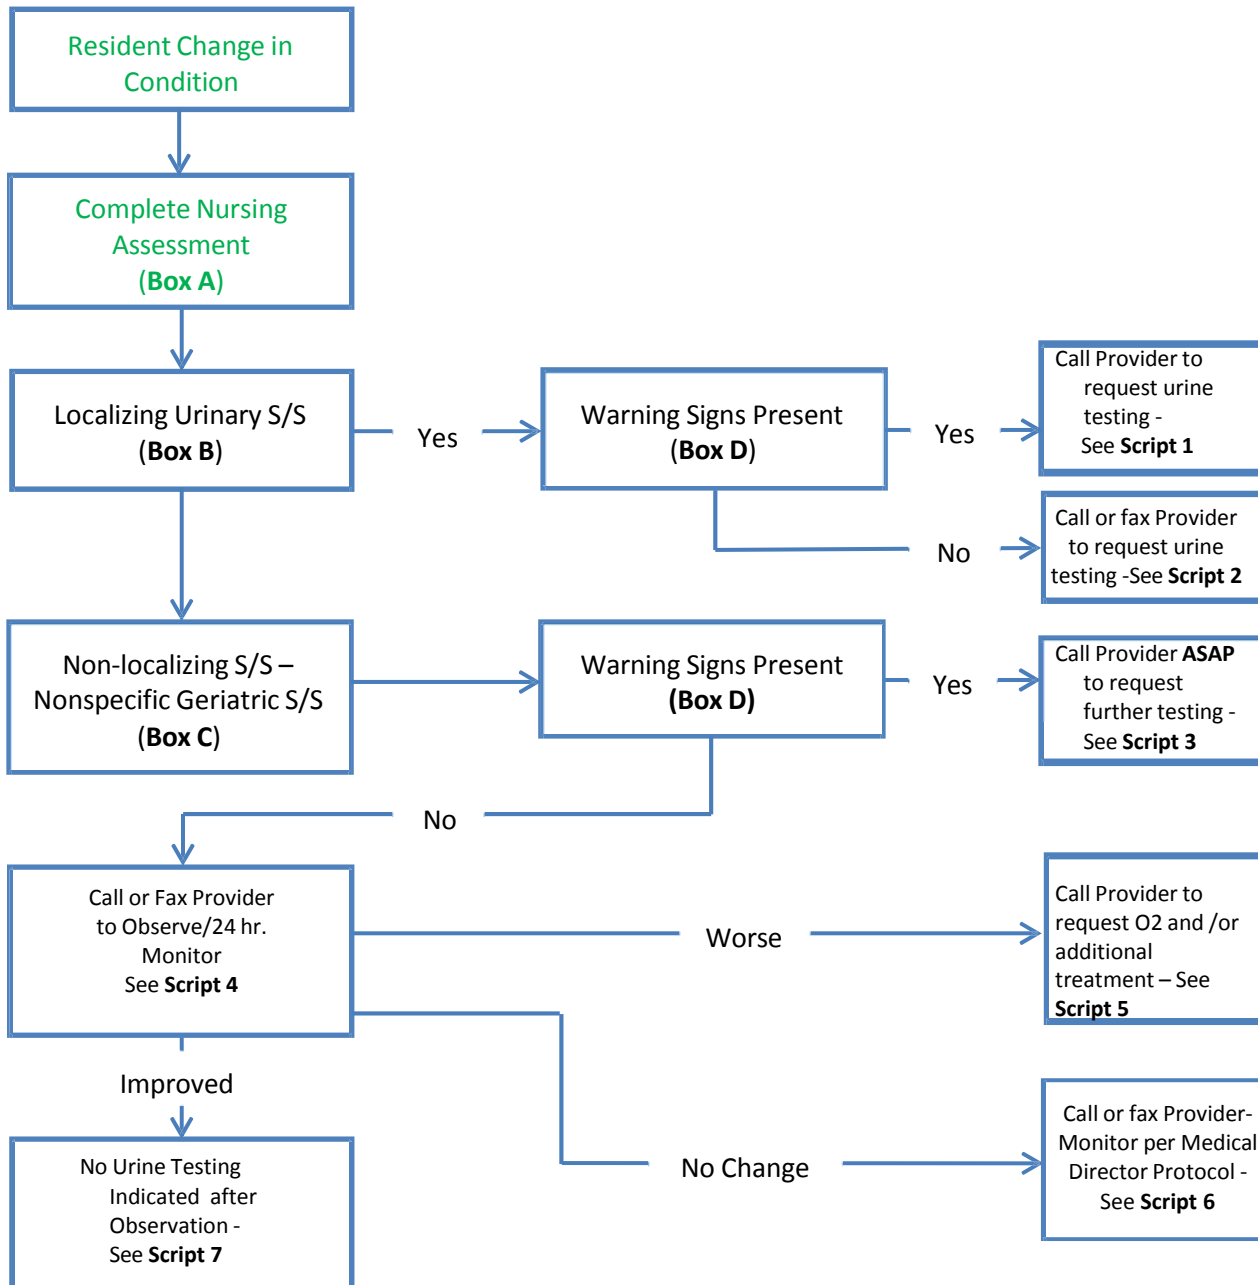 Resident Change in
Condition
Complete Nursing
Assessment
(Box A)
Localizing Urinary S/S
(Box B)
Yes
Warning Signs Present
(Box D)
Yes
Call Provider to
request urine
testing -
See Script 1
No
Call or fax Provider
to request urine
testing -See Script 2
Non-localizing S/S –
Nonspecific Geriatric S/S
(Box C)
Warning Signs Present
(Box D)
Yes
Call Provider ASAP
to request
further testing -
See Script 3
No
Call or Fax Provider
to Observe/24 hr.
Monitor
See Script 4
Worse
Call Provider to
request O2 and /or
additional
treatment – See
Script 5
Improved
No Change
Call or fax Provider-
Monitor per Medical
Director Protocol -
See Script 6
No Urine Testing
Indicated after
Observation -
See Script 7